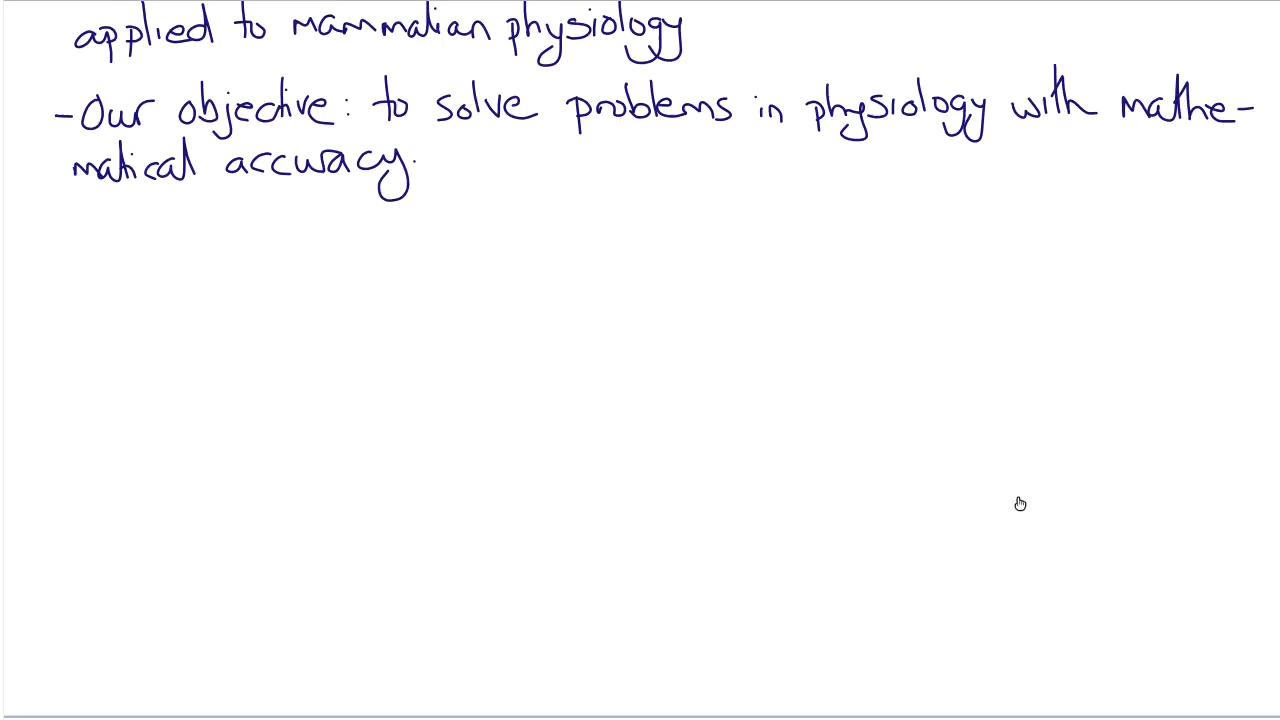 applied to mammalian physiology
- Our objective: to solve problems in physiology with mathe-
matical accuracy.